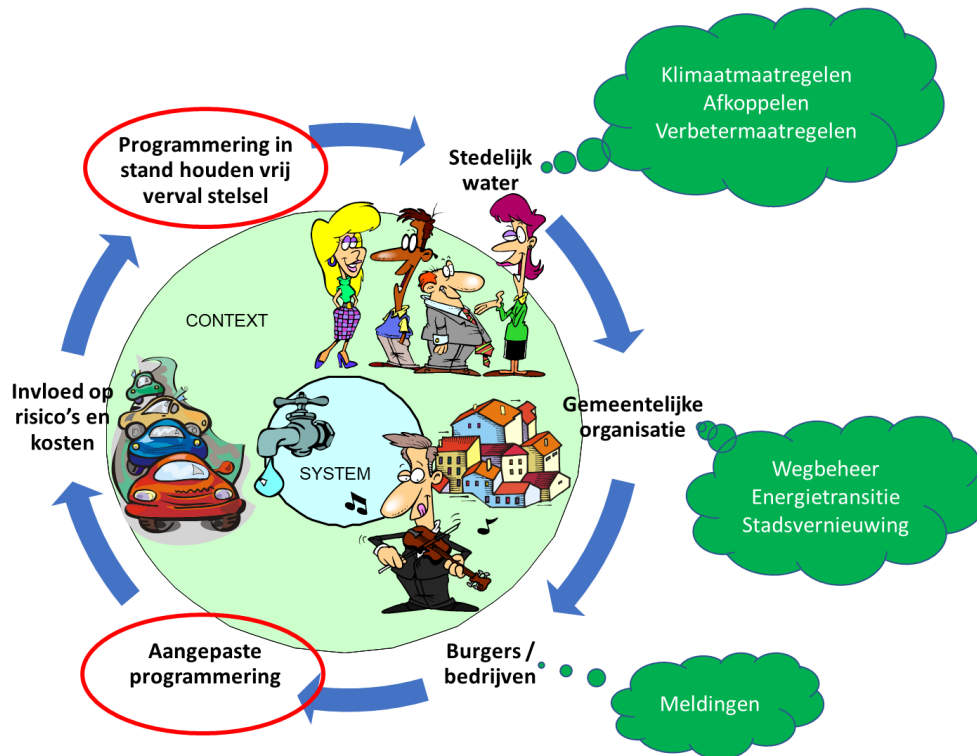 Klimaatmaatregelen
Afkoppelen
Verbetermaatregelen
Programmering in
stand houden vrij
verval stelsel
Stedelijk
water
CONTEXT
Invloed op
risico's en
kosten
Gemeentelijke
organisatie
SYSTEM
Wegbeheer
Energietransitie
Stadsvernieuwing
Aangepaste
programmering
Burgers /
bedrijven
Meldingen